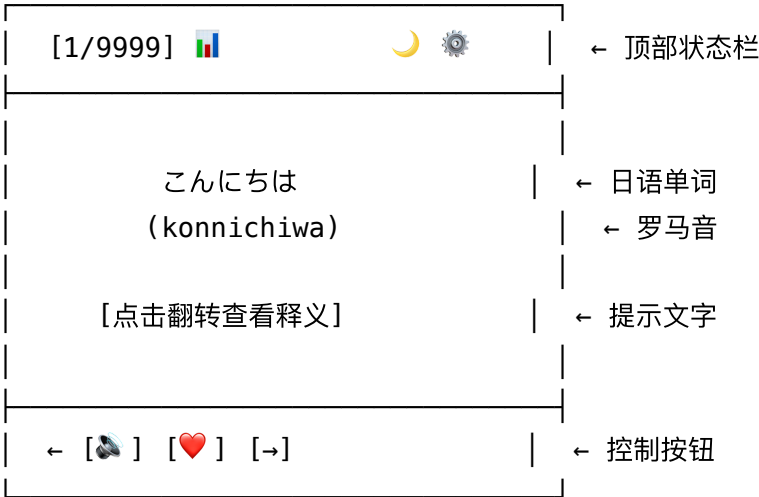 [1/9999] 📊 🌙 ⚙️ ← 顶部状态栏
こんにちは ← 日语单词
(konnichiwa) ← 罗马音
[点击翻转查看释义] ← 提示文字
← [🔊] [❤️] [→] ← 控制按钮